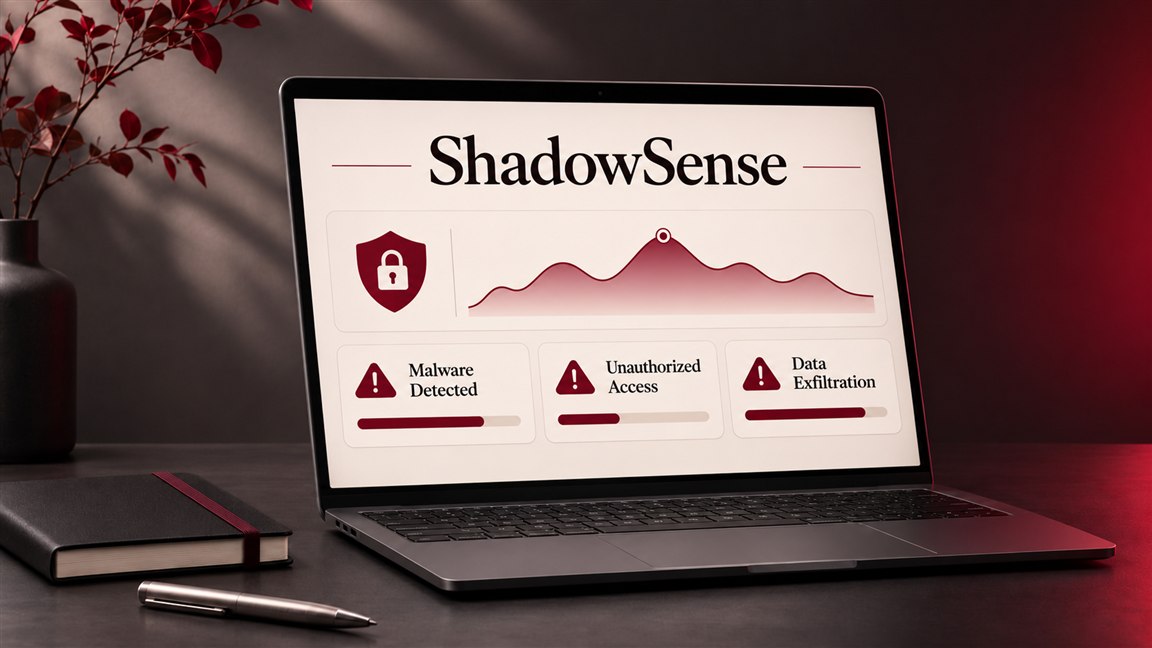 ShadowSense
Malware
Detected
Unauthorized
Access
Data
Exfiltration